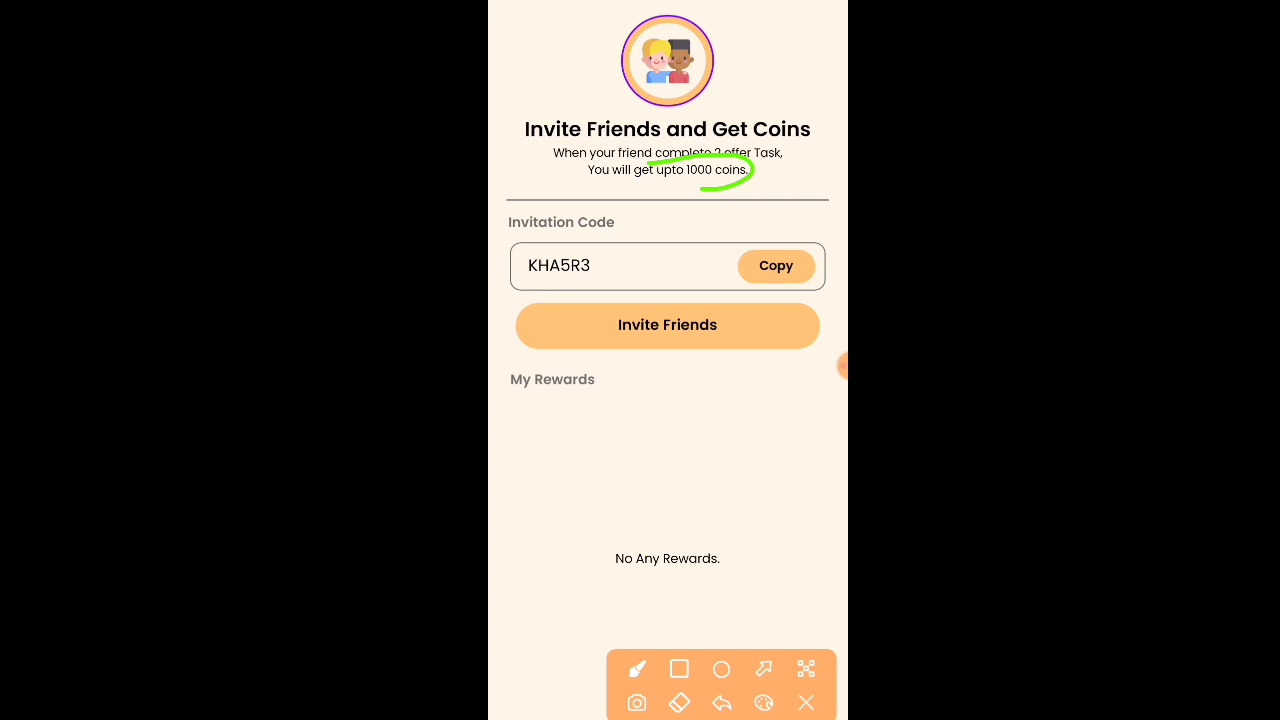 Invite Friends and Get Coins
When your friend complete 2 offer Task,
You will get upto 1000 coins.
Invitation Code
KHA5R3
Copy
Invite Friends
My Rewards
No Any Rewards.